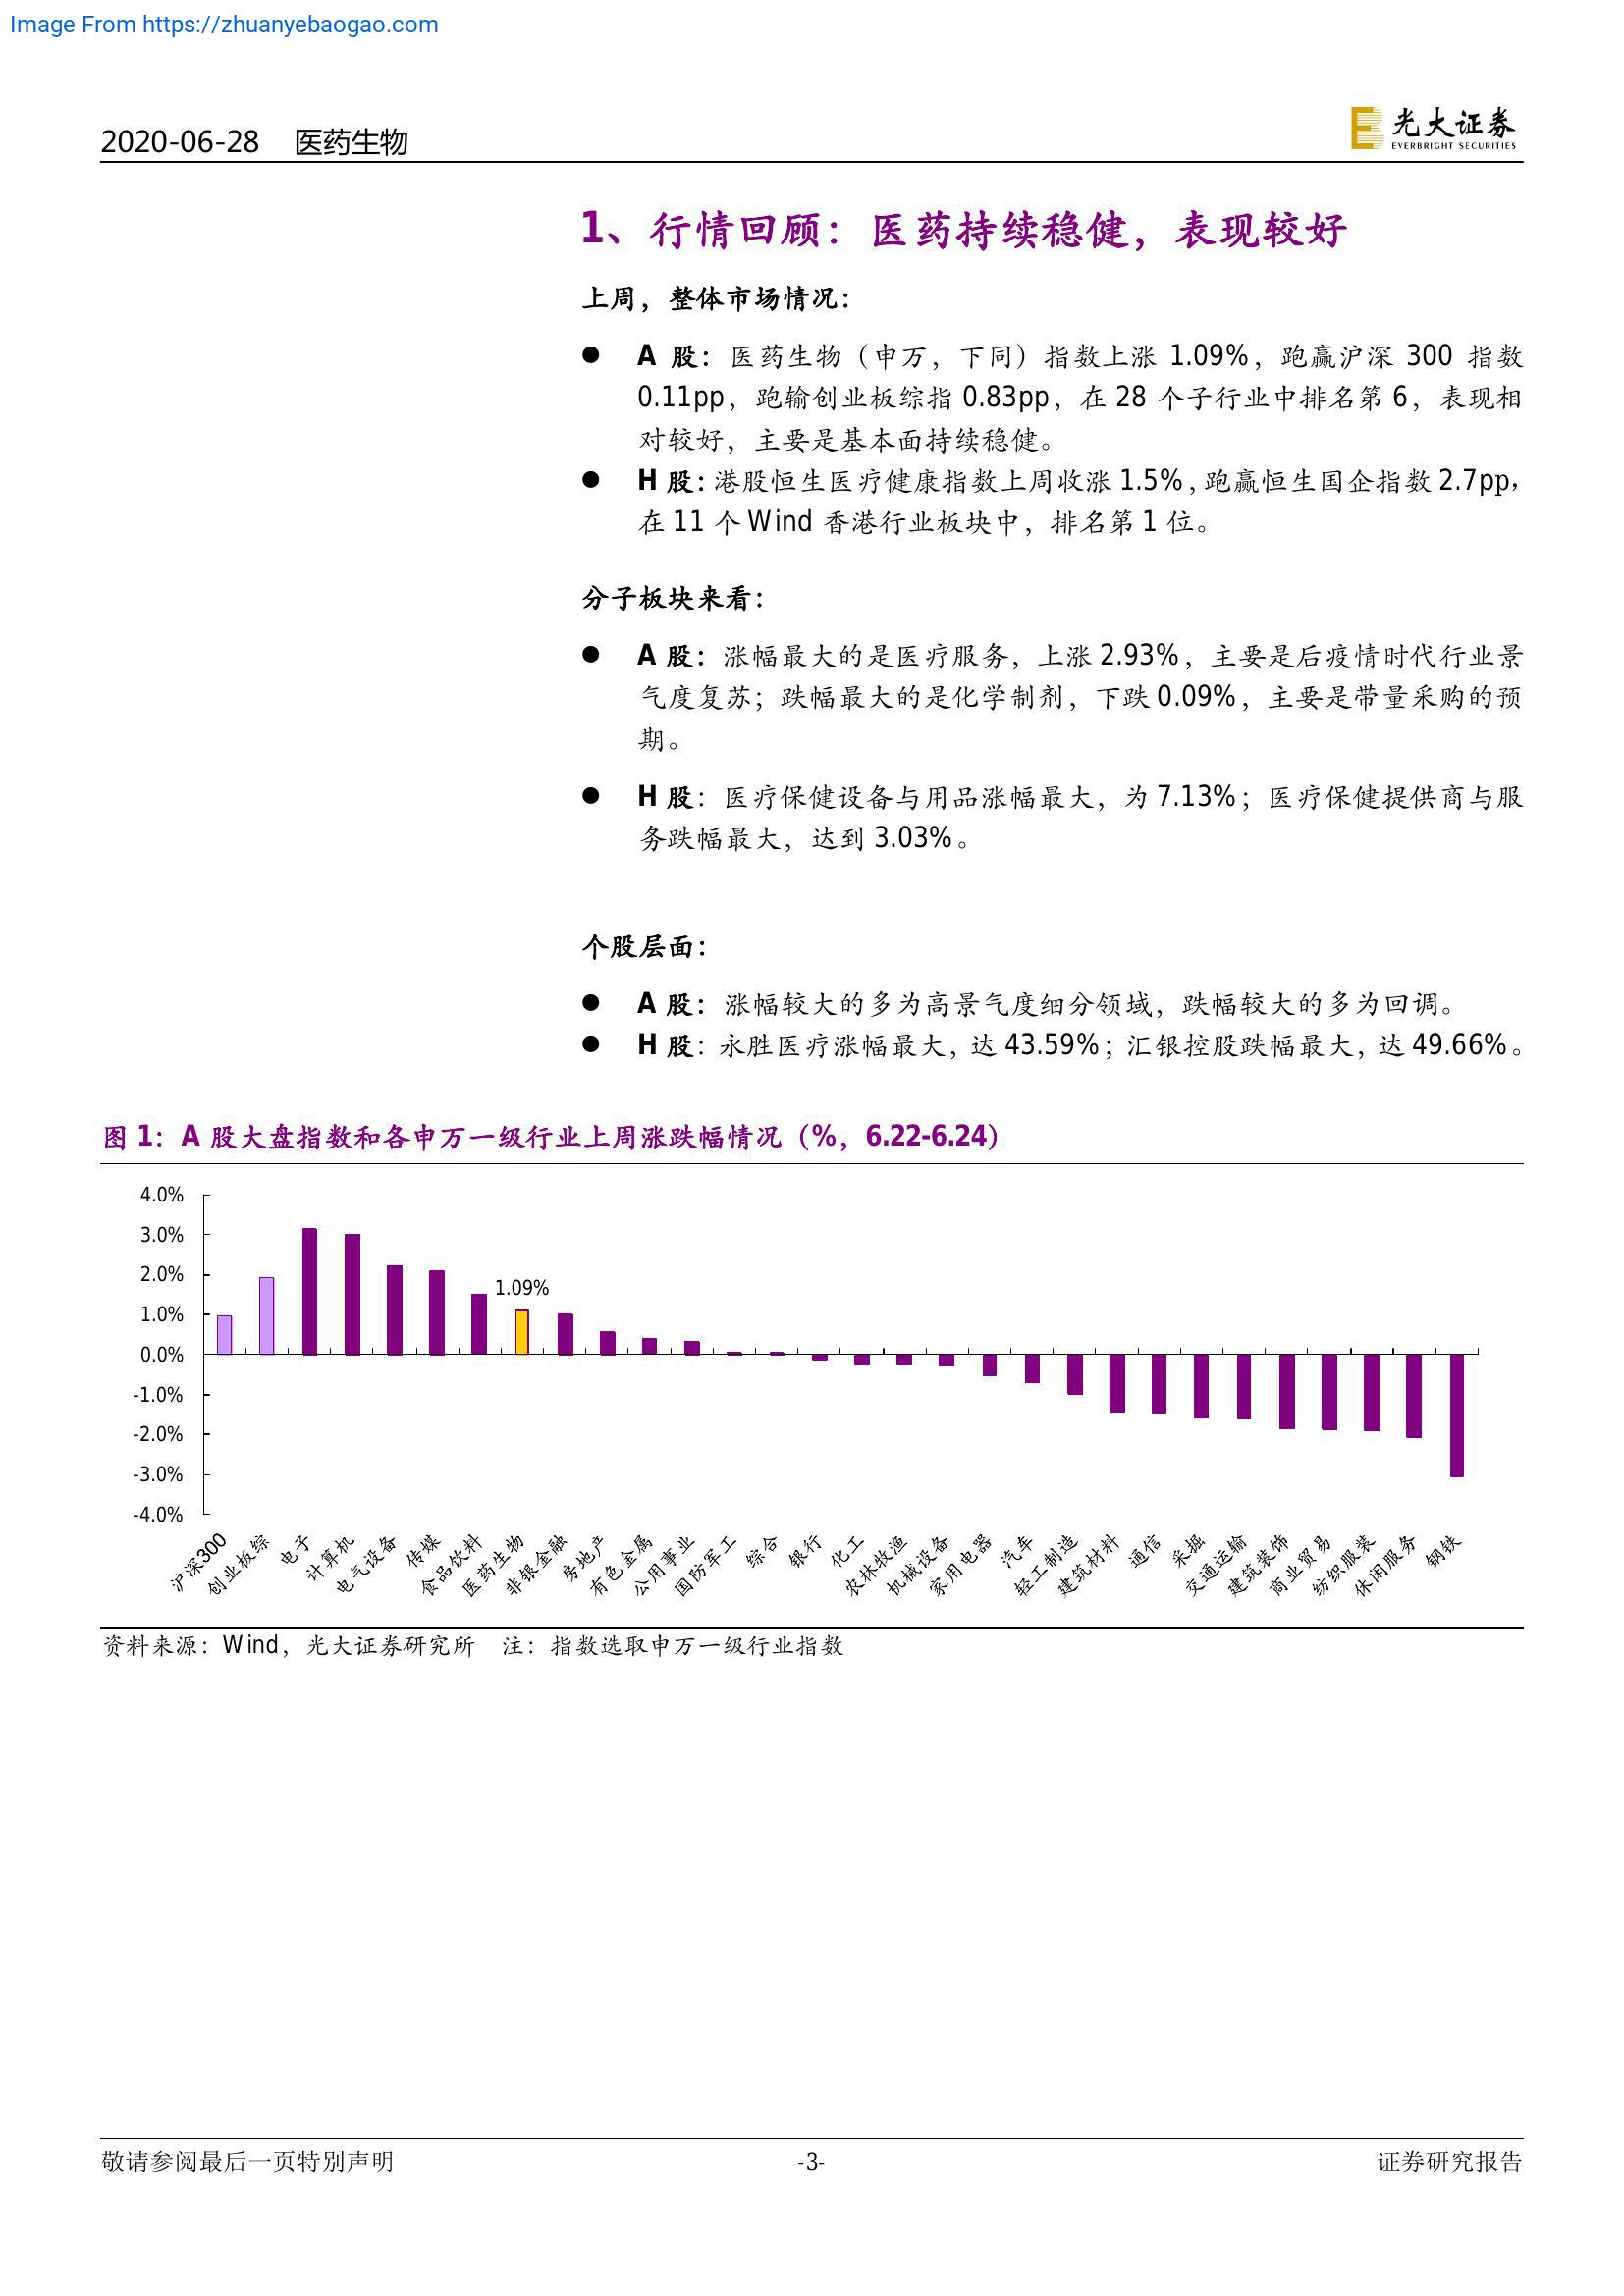 Image From https://zhuanyebaogao.com
2020-06-28 医药生物
光大证券
EVERBRIGHT SECURITIES
1、行情回顾：医药持续稳健，表现较好
上周，整体市场情况：
● A 股：医药生物（申万，下同）指数上涨 1.09%，跑赢沪深 300 指数
0.11pp，跑输创业板综指 0.83pp，在 28 个子行业中排名第 6，表现相
对较好，主要是基本面持续稳健。
● H 股：港股恒生医疗健康指数上周收涨 1.5%，跑赢恒生国企指数 2.7pp，
在 11 个 Wind 香港行业板块中，排名第 1 位。
分子板块来看：
● A 股：涨幅最大的是医疗服务，上涨 2.93%，主要是后疫情时代行业景
气度复苏；跌幅最大的是化学制剂，下跌 0.09%，主要是带量采购的预
期。
● H 股：医疗保健设备与用品涨幅最大，为 7.13%；医疗保健提供商与服
务跌幅最大，达到 3.03%。
个股层面：
● A 股：涨幅较大的多为高景气度细分领域，跌幅较大的多为回调。
● H 股：永胜医疗涨幅最大，达 43.59%；汇银控股跌幅最大，达 49.66%。
图 1：A 股大盘指数和各申万一级行业上周涨跌幅情况（%，6.22-6.24）
4.0%
3.0%
2.0%
1.0%
0.0%
-1.0%
-2.0%
-3.0%
-4.0%
1.09%
沪深300
创业板综
电子
计算机
电气设备
传媒
食品饮料
医药生物
非银金融
房地产
有色金属
公用事业
国防军工
综合
银行
化工
农林牧渔
机械设备
家用电器
汽车
轻工制造
建筑材料
通信
采掘
交通运输
建筑装饰
商业贸易
纺织服装
休闲服务
钢铁
资料来源：Wind，光大证券研究所 注：指数选取申万一级行业指数
敬请参阅最后一页特别声明 -3- 证券研究报告